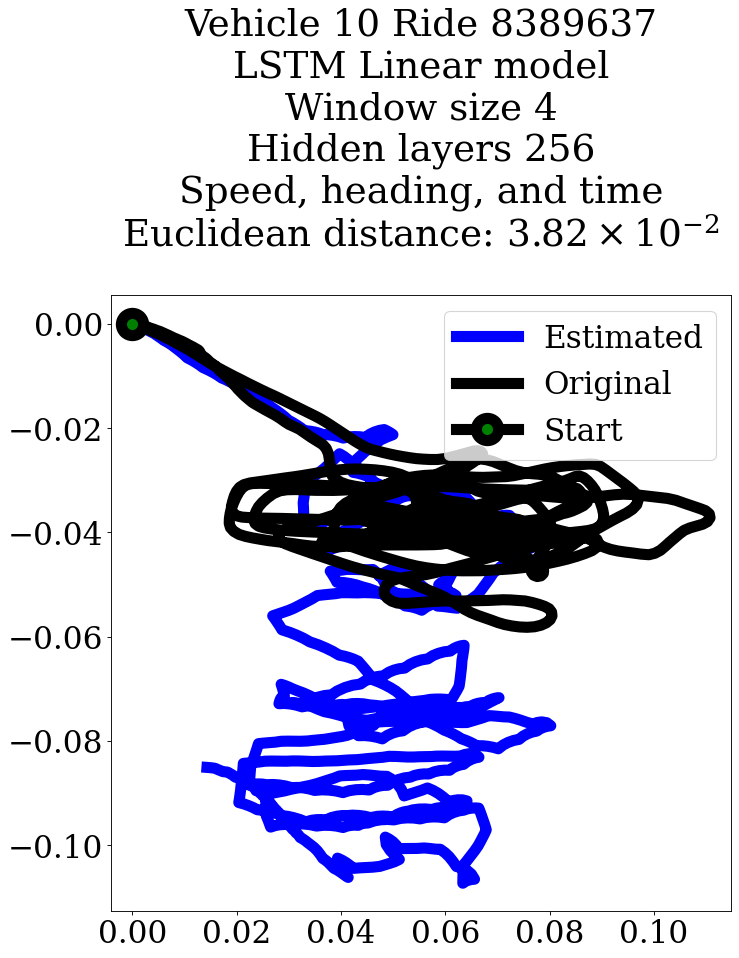 Vehicle 10 Ride 8389637
LSTM Linear model
Window size 4
Hidden layers 256
Speed, heading, and time
Euclidean distance: 3.82 × 10⁻²
Estimated
Original
Start
0.00
−0.02
−0.04
−0.06
−0.08
−0.10
0.00 0.02 0.04 0.06 0.08 0.10